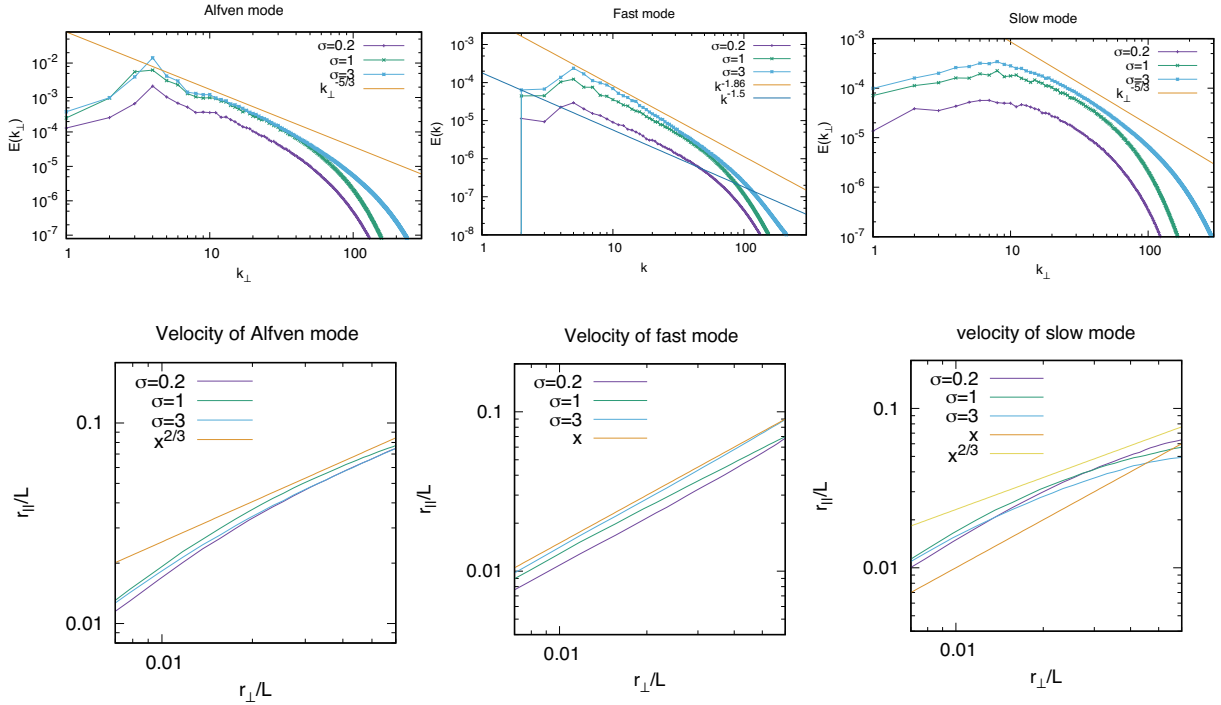 Alfven mode
10^-2
10^-3
10^-4
10^-5
10^-6
10^-7
E(k⊥)
σ=0.2
σ=1
σ=3
k⊥^-5/3
1
10
100
k⊥
Fast mode
10^-2
10^-3
10^-4
10^-5
10^-6
10^-7
10^-8
E(k)
σ=0.2
σ=1
σ=3
k^-1.86
k^-1.5
1
10
100
k
Slow mode
10^-3
10^-4
10^-5
10^-6
10^-7
E(k⊥)
σ=0.2
σ=1
σ=3
k⊥^-5/3
1
10
100
k⊥
Velocity of Alfven mode
σ=0.2
σ=1
σ=3
x^2/3
0.1
0.01
r||/L
0.01
r⊥/L
Velocity of fast mode
σ=0.2
σ=1
σ=3
x
0.1
0.01
r||/L
0.01
r⊥/L
velocity of slow mode
σ=0.2
σ=1
σ=3
x
x^2/3
0.1
0.01
r||/L
0.01
r⊥/L